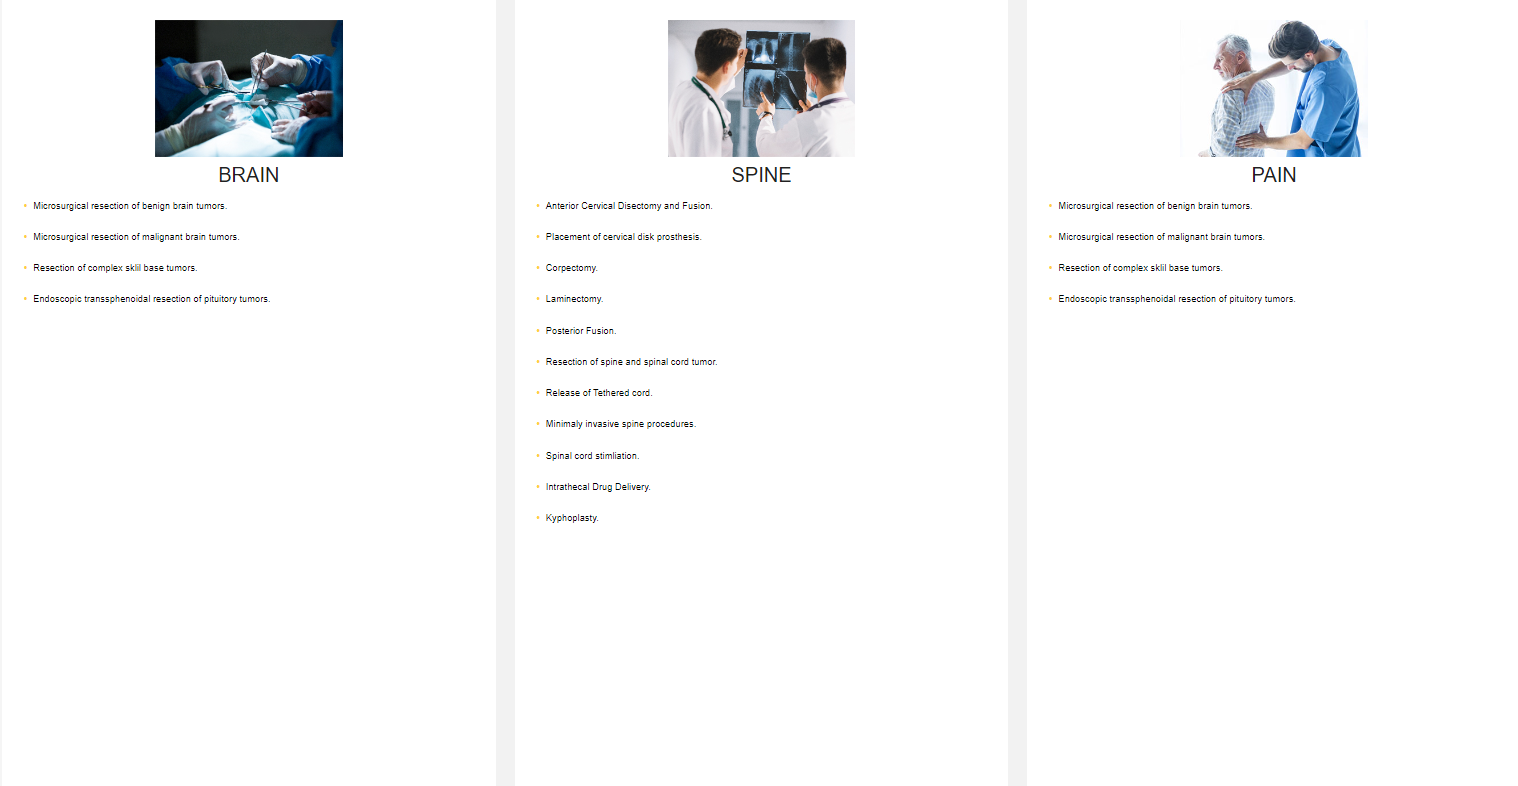 BRAIN
Microsurgical resection of benign brain tumors.
Microsurgical resection of malignant brain tumors.
Resection of complex sklil base tumors.
Endoscopic transsphenoidal resection of pituitory tumors.
SPINE
Anterior Cervical Disectomy and Fusion.
Placement of cervical disk prosthesis.
Corpectomy.
Laminectomy.
Posterior Fusion.
Resection of spine and spinal cord tumor.
Release of Tethered cord.
Minimaly invasive spine procedures.
Spinal cord stimliation.
Intrathecal Drug Delivery.
Kyphoplasty.
PAIN
Microsurgical resection of benign brain tumors.
Microsurgical resection of malignant brain tumors.
Resection of complex sklil base tumors.
Endoscopic transsphenoidal resection of pituitory tumors.